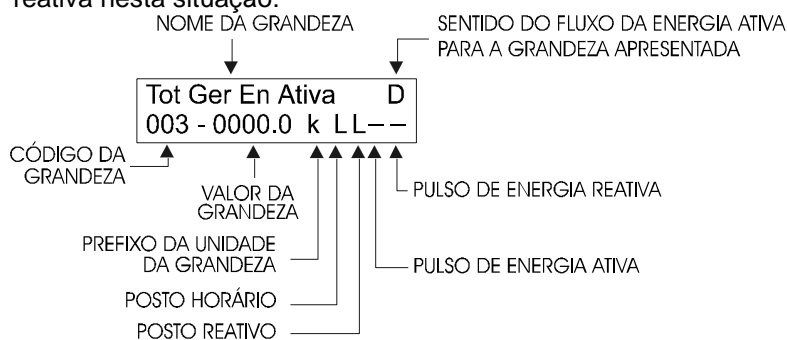 reativa nesta situação.
NOME DA GRANDEZA
SENTIDO DO FLUXO DA ENERGIA ATIVA
PARA A GRANDEZA APRESENTADA
Tot Ger En Ativa D
003 - 0000.0 k L L – –
CÓDIGO DA
GRANDEZA
VALOR DA
GRANDEZA
PULSO DE ENERGIA REATIVA
PREFIXO DA UNIDADE
DA GRANDEZA
PULSO DE ENERGIA ATIVA
POSTO HORÁRIO
POSTO REATIVO